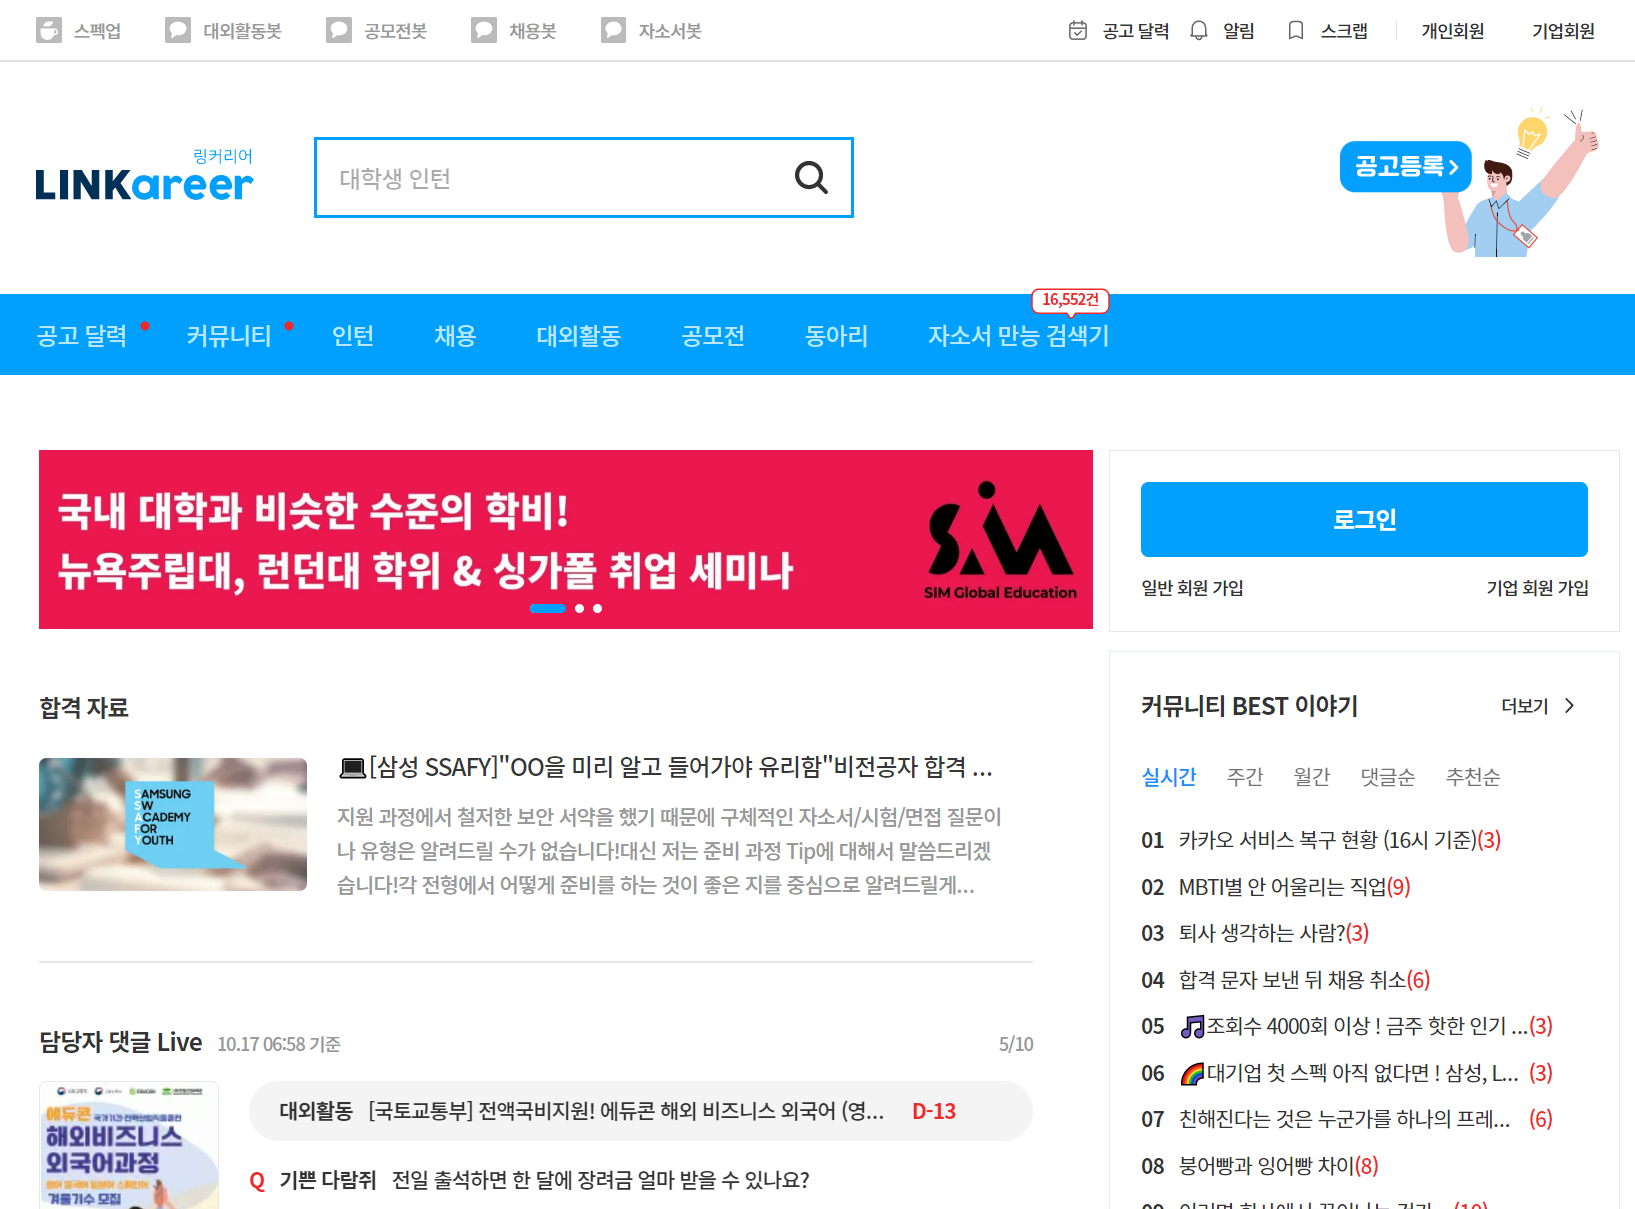 스펙업 대외활동봇 공모전봇 채용봇 자소서봇 공고 달력 알림 스크랩 개인회원 기업회원
링커리어
LINKareer
대학생 인턴
공고등록
16,552건
공고 달력 커뮤니티 인턴 채용 대외활동 공모전 동아리 자소서 만능 검색기
국내 대학과 비슷한 수준의 학비!
뉴욕주립대, 런던대 학위 & 싱가폴 취업 세미나
SiM
SIM Global Education
로그인
일반 회원 가입 기업 회원 가입
합격 자료
SAMSUNG
SW
ACADEMY
FOR
YOUTH
[삼성 SSAFY]"OO을 미리 알고 들어가야 유리함"비전공자 합격 ...
지원 과정에서 철저한 보안 서약을 했기 때문에 구체적인 자소서/시험/면접 질문이
나 유형은 알려드릴 수가 없습니다!대신 저는 준비 과정 Tip에 대해서 말씀드리겠
습니다!각 전형에서 어떻게 준비를 하는 것이 좋은 지를 중심으로 알려드릴게...
담당자 댓글 Live 10.17 06:58 기준 5/10
에듀콘 국가기간·전략산업직종훈련
해외비지니스
외국어과정
겨울기수 모집
대외활동 [국토교통부] 전액국비지원! 에듀콘 해외 비즈니스 외국어 (영... D-13
Q 기쁜 다람쥐 전일 출석하면 한 달에 장려금 얼마 받을 수 있나요?
커뮤니티 BEST 이야기 더보기
실시간 주간 월간 댓글순 추천순
01 카카오 서비스 복구 현황 (16시 기준)(3)
02 MBTI별 안 어울리는 직업(9)
03 퇴사 생각하는 사람?(3)
04 합격 문자 보낸 뒤 채용 취소(6)
05 🎵조회수 4000회 이상 ! 금주 핫한 인기 ...(3)
06 🌈대기업 첫 스펙 아직 없다면 ! 삼성, L... (3)
07 친해진다는 것은 누군가를 하나의 프레... (6)
08 붕어빵과 잉어빵 차이(8)